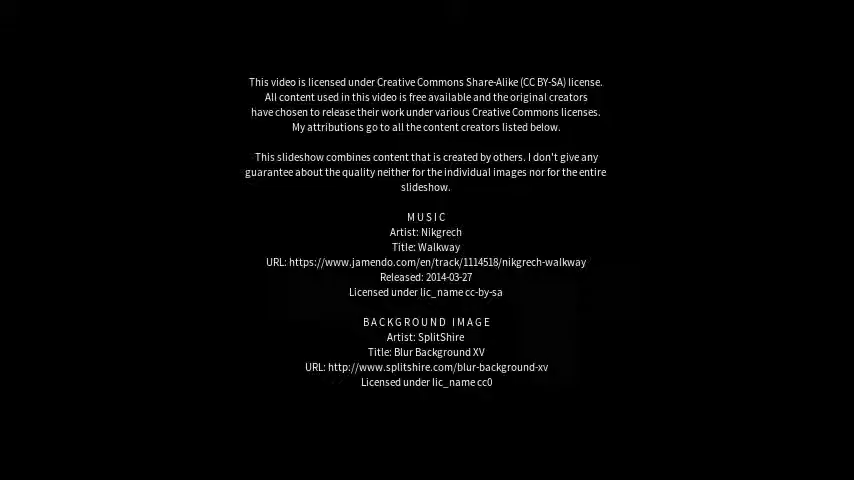 This video is licensed under Creative Commons Share-Alike (CC BY-SA) license.
All content used in this video is free available and the original creators
have chosen to release their work under various Creative Commons licenses.
My attributions go to all the content creators listed below.
This slideshow combines content that is created by others. I don't give any
guarantee about the quality neither for the individual images nor for the entire
slideshow.
MUSIC
Artist: Nikgrech
Title: Walkway
URL: https://www.jamendo.com/en/track/1114518/nikgrech-walkway
Released: 2014-03-27
Licensed under lic_name cc-by-sa
BACKGROUND IMAGE
Artist: SplitShire
Title: Blur Background XV
URL: http://www.splitshire.com/blur-background-xv
Licensed under lic_name cc0